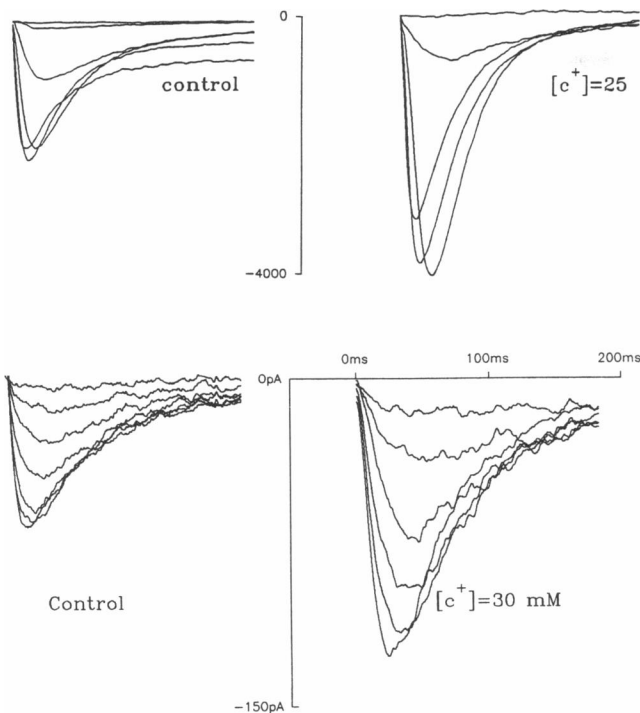 0
control
[c+]=25
-4000
0ms 100ms 200ms
0pA
Control
[c+]=30 mM
-150pA